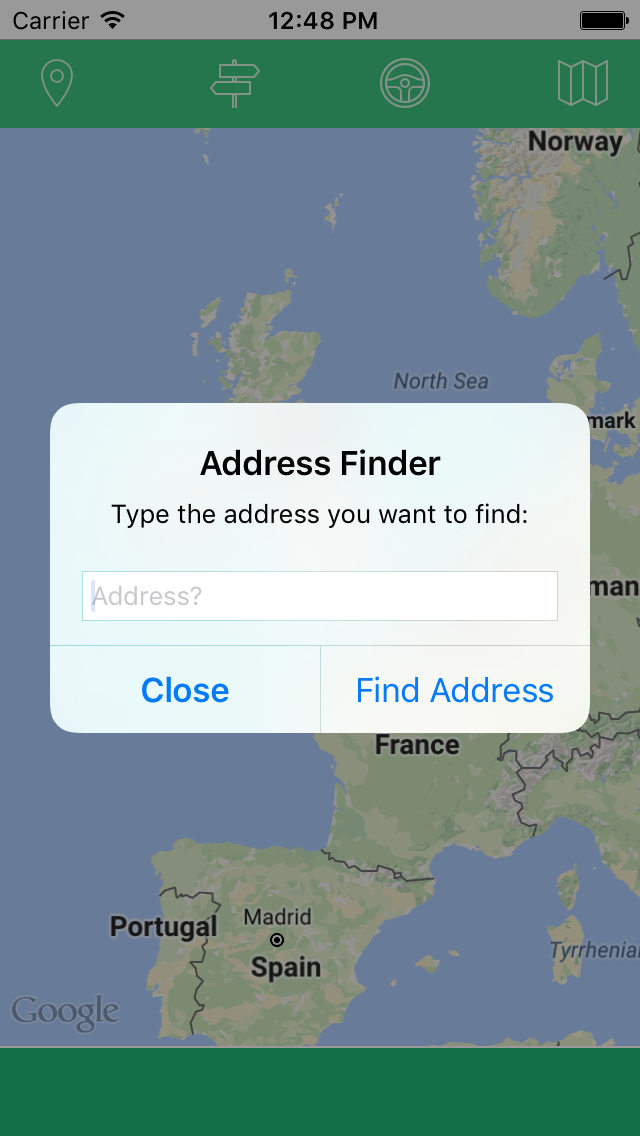 Carrier 12:48 PM
Norway
North Sea
mark
Address Finder
Type the address you want to find:
Address?
man
Close Find Address
France
Madrid
Portugal
Tyrrhenia
Spain
Google